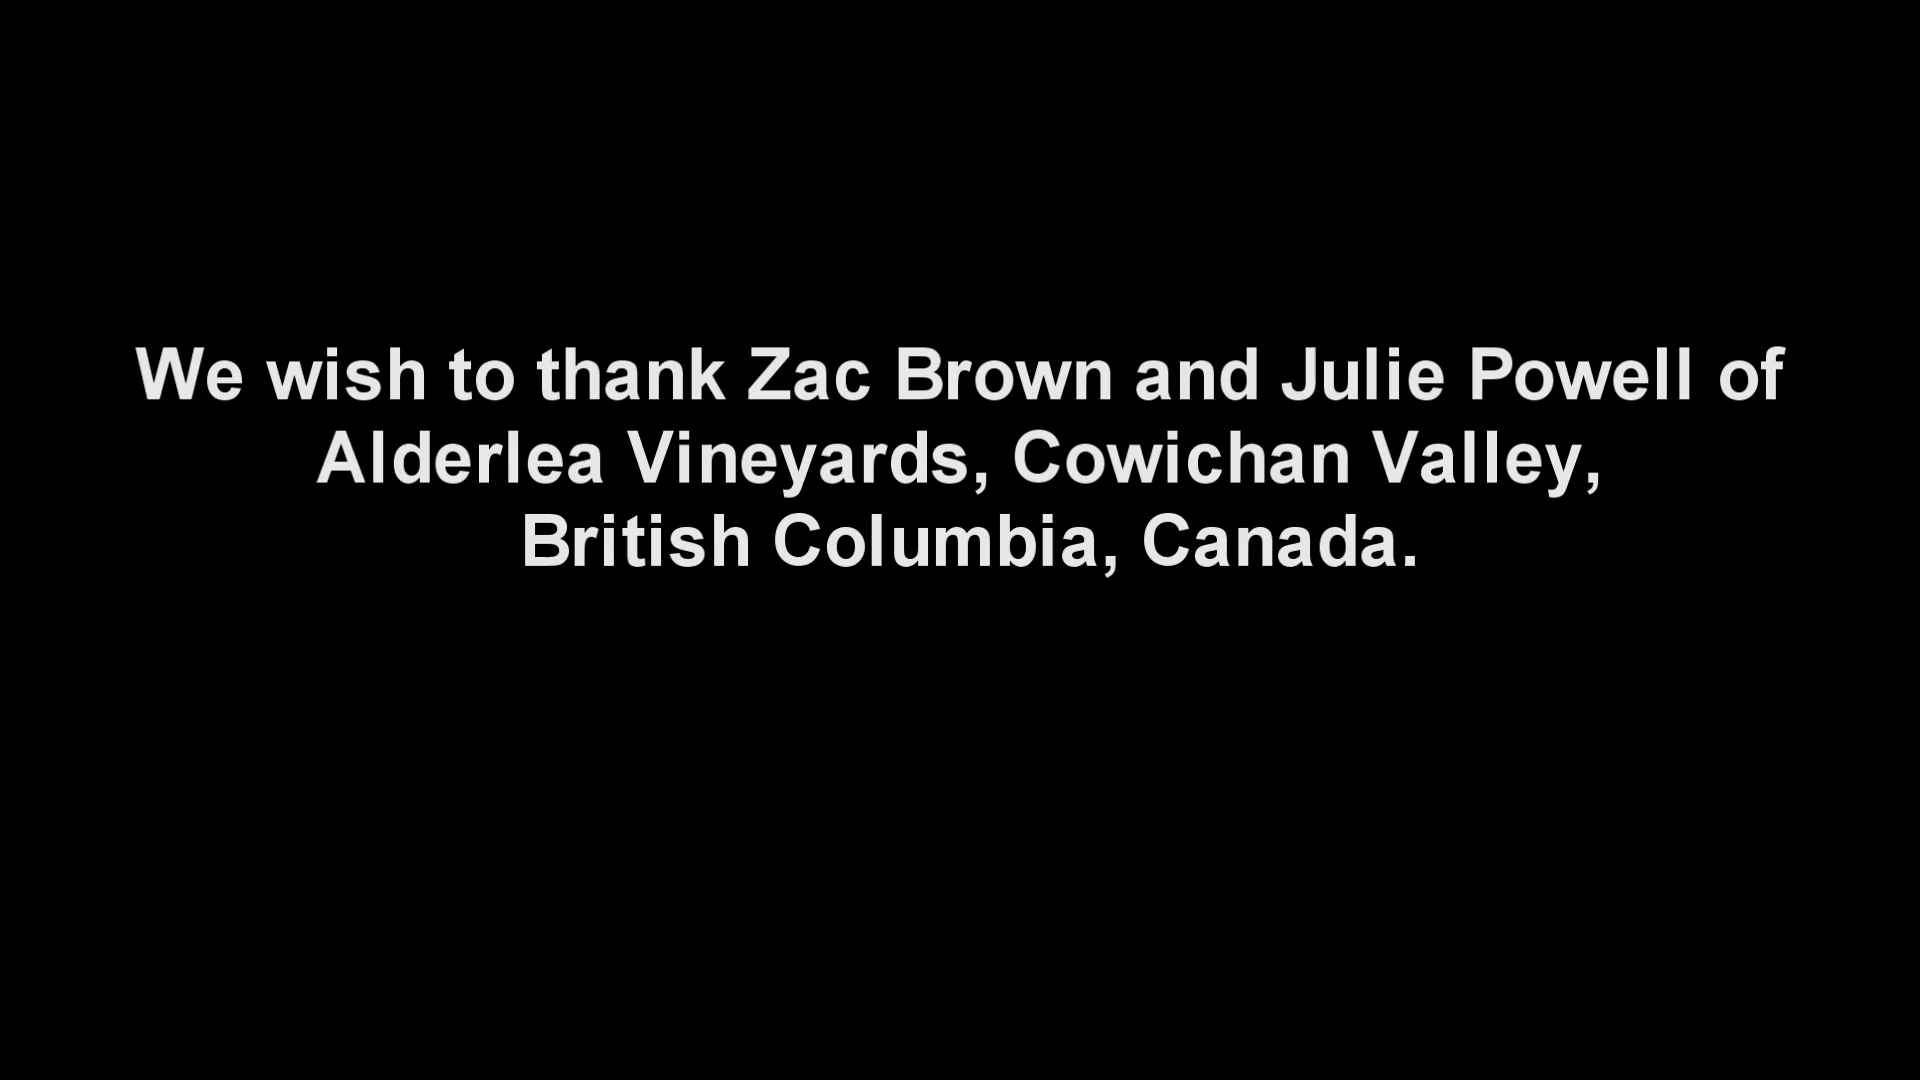 We wish to thank Zac Brown and Julie Powell of
Alderlea Vineyards, Cowichan Valley,
British Columbia, Canada.